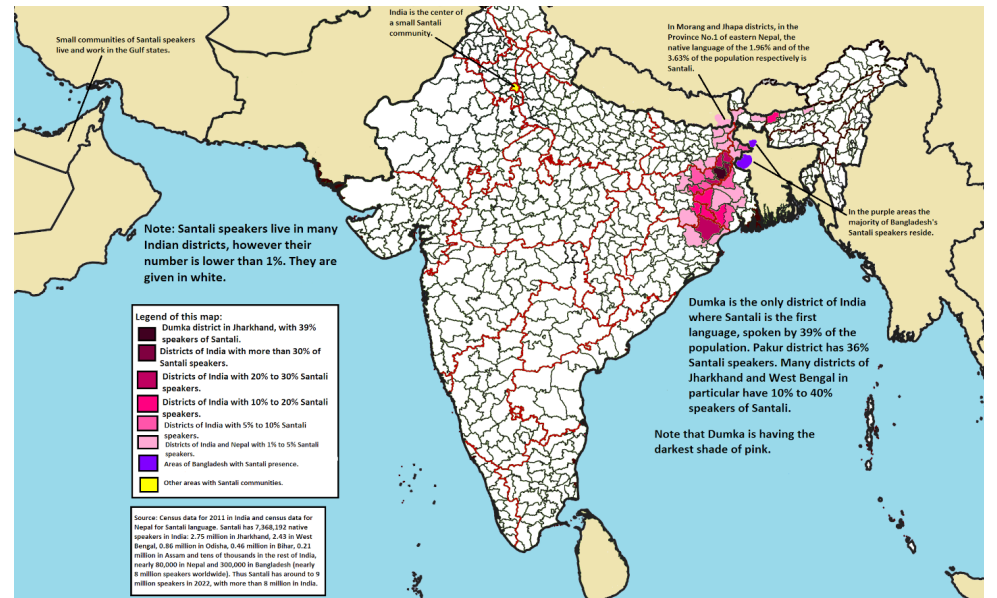 India is the center of
a small Santali
community.
Small communities of Santali speakers
live and work in the Gulf states.
In Morang and Jhapa districts, in the
Province No.1 of eastern Nepal, the
native language of the 1.96% and of the
3.63% of the population respectively is
Santali.
In the purple areas the
majority of Bangladesh's
Santali speakers reside.
Note: Santali speakers live in many
Indian districts, however their
number is lower than 1%. They are
given in white.
Dumka is the only district of India
where Santali is the first
language, spoken by 39% of the
population. Pakur district has 36%
Santali speakers. Many districts of
Jharkhand and West Bengal in
particular have 10% to 40%
speakers of Santali.
Note that Dumka is having the
darkest shade of pink.
Legend of this map:
Dumka district in Jharkhand, with 39%
speakers of Santali.
Districts of India with more than 30% of
Santali speakers.
Districts of India with 20% to 30% Santali
speakers.
Districts of India with 10% to 20% Santali
speakers.
Districts of India with 5% to 10% Santali
speakers.
Districts of India and Nepal with 1% to 5% Santali
speakers.
Areas of Bangladesh with Santali presence.
Other areas with Santali communities.
Source: Census data for 2011 in India and census data for
Nepal for Santali language. Santali has 7,368,192 native
speakers in India: 2.75 million in Jharkhand, 2.43 in West
Bengal, 0.86 million in Odisha, 0.46 million in Bihar, 0.21
million in Assam and tens of thousands in the rest of India,
nearly 80,000 in Nepal and 300,000 in Bangladesh (nearly
8 million speakers worldwide). Thus Santali has around to 9
million speakers in 2022, with more than 8 million in India.